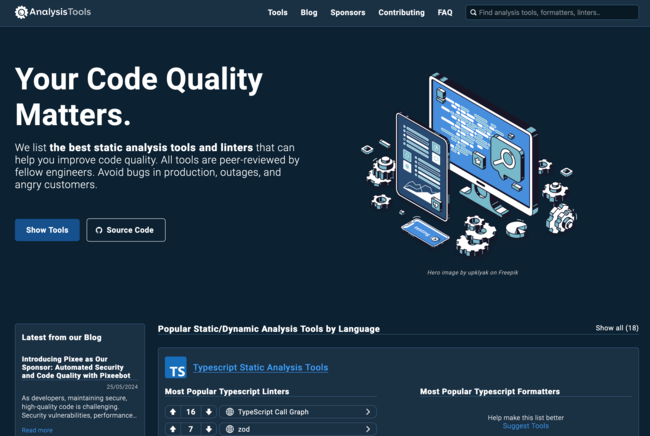 AnalysisTools
Tools Blog Sponsors Contributing FAQ Find analysis tools, formatters, linters..
Your Code Quality
Matters.
We list the best static analysis tools and linters that can
help you improve code quality. All tools are peer-reviewed by
fellow engineers. Avoid bugs in production, outages, and
angry customers.
Show Tools Source Code
Hero image by upklyak on Freepik
Latest from our Blog
Introducing Pixee as Our
Sponsor: Automated Security
and Code Quality with Pixeebot
25/05/2024
As developers, maintaining secure,
high-quality code is challenging.
Security vulnerabilities, performance...
Read more
Popular Static/Dynamic Analysis Tools by Language
Show all (18)
TS Typescript Static Analysis Tools
Most Popular Typescript Linters
16 TypeScript Call Graph
7 zod
Most Popular Typescript Formatters
Help make this list better
Suggest Tools